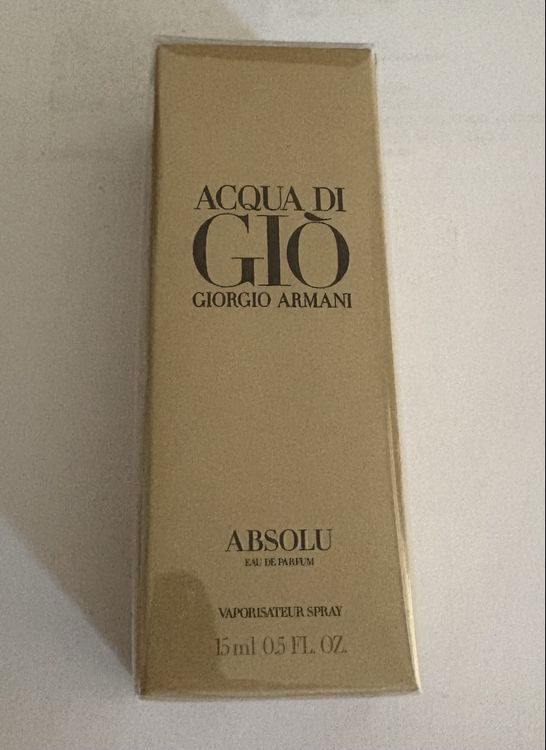 ACQUA DI
GIÒ
GIORGIO ARMANI
ABSOLU
EAU DE PARFUM
VAPORISATEUR SPRAY
15 ml 0.5 FL. OZ.